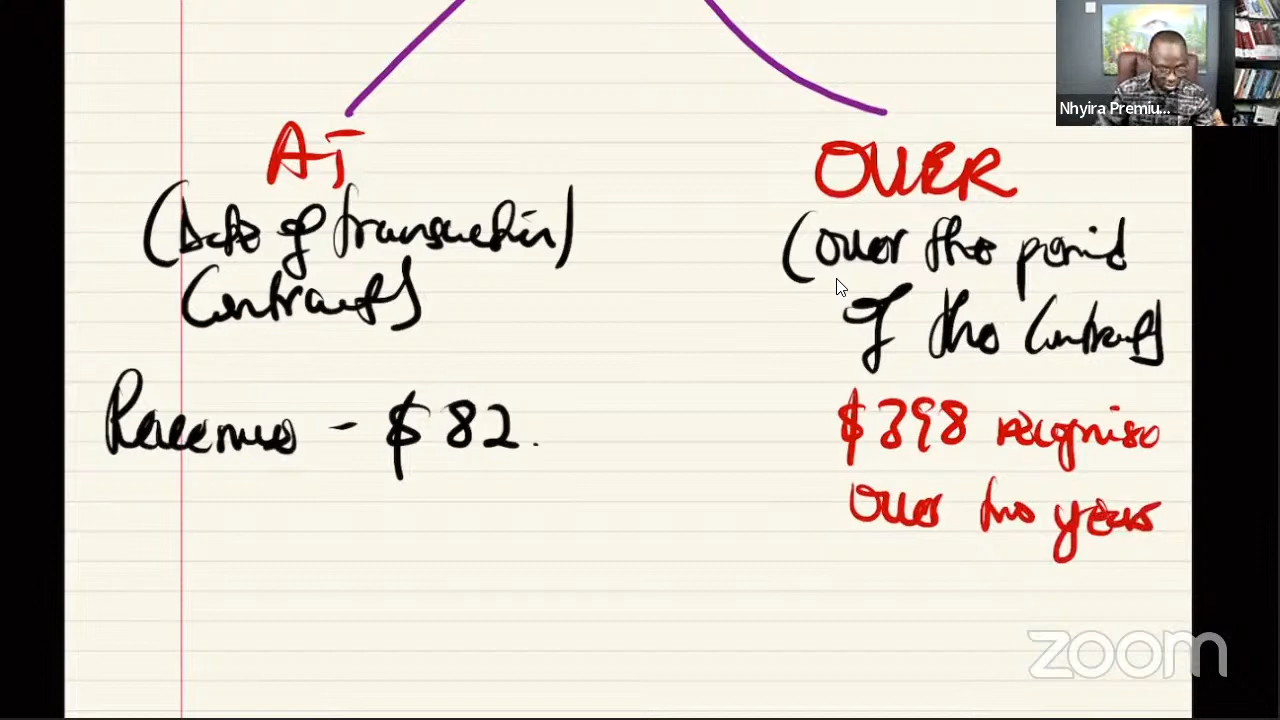 Nhyira Premiu...
AT
(Date of transaction)
Contract)
Revenue - $ 82.
OVER
(Over the period
of the Contract)
$398 recognise
Over two years
zoom